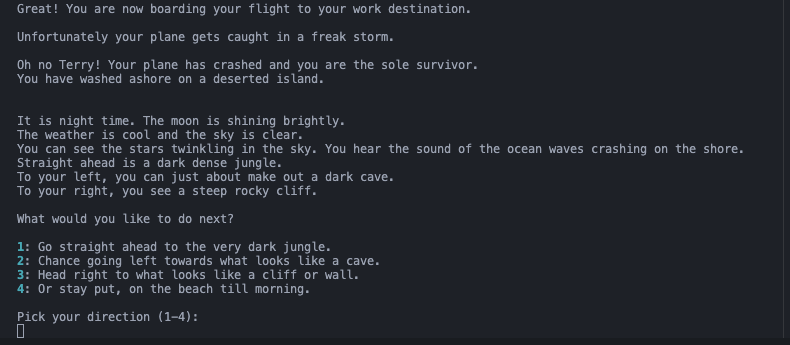 Great! You are now boarding your flight to your work destination.
Unfortunately your plane gets caught in a freak storm.
Oh no Terry! Your plane has crashed and you are the sole survivor.
You have washed ashore on a deserted island.
It is night time. The moon is shining brightly.
The weather is cool and the sky is clear.
You can see the stars twinkling in the sky. You hear the sound of the ocean waves crashing on the shore.
Straight ahead is a dark dense jungle.
To your left, you can just about make out a dark cave.
To your right, you see a steep rocky cliff.
What would you like to do next?
1: Go straight ahead to the very dark jungle.
2: Chance going left towards what looks like a cave.
3: Head right to what looks like a cliff or wall.
4: Or stay put, on the beach till morning.
Pick your direction (1-4):